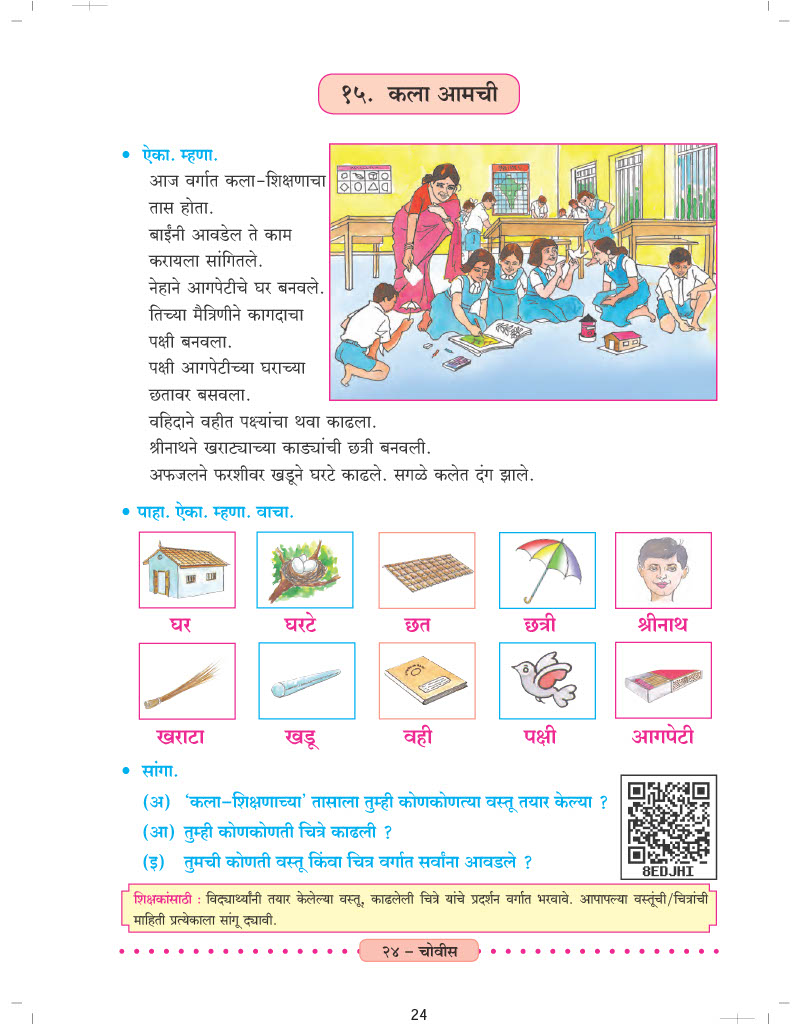 १५. कला आमची
• ऐका. म्हणा.
आज वर्गात कला-शिक्षणाचा
तास होता.
बाईंनी आवडेल ते काम
करायला सांगितले.
नेहाने आगपेटीचे घर बनवले.
तिच्या मैत्रिणीने कागदाचा
पक्षी बनवला.
पक्षी आगपेटीच्या घराच्या
छतावर बसवला.
वहिदाने वहीत पक्ष्यांचा थवा काढला.
श्रीनाथने खराट्याच्या काड्यांची छत्री बनवली.
अफजलने फरशीवर खडूने घरटे काढले. सगळे कलेत दंग झाले.
• पाहा. ऐका. म्हणा. वाचा.
घर घरटे छत छत्री श्रीनाथ
खराटा खडू वही पक्षी आगपेटी
• सांगा.
(अ) ‘कला-शिक्षणाच्या’ तासाला तुम्ही कोणकोणत्या वस्तू तयार केल्या ?
(आ) तुम्ही कोणकोणती चित्रे काढली ?
(इ) तुमची कोणती वस्तू किंवा चित्र वर्गात सर्वांना आवडले ?
8EDJHI
शिक्षकांसाठी : विद्यार्थ्यांनी तयार केलेल्या वस्तू, काढलेली चित्रे यांचे प्रदर्शन वर्गात भरवावे. आपापल्या वस्तूंची/चित्रांची
माहिती प्रत्येकाला सांगू द्यावी.
२४ - चोवीस
24